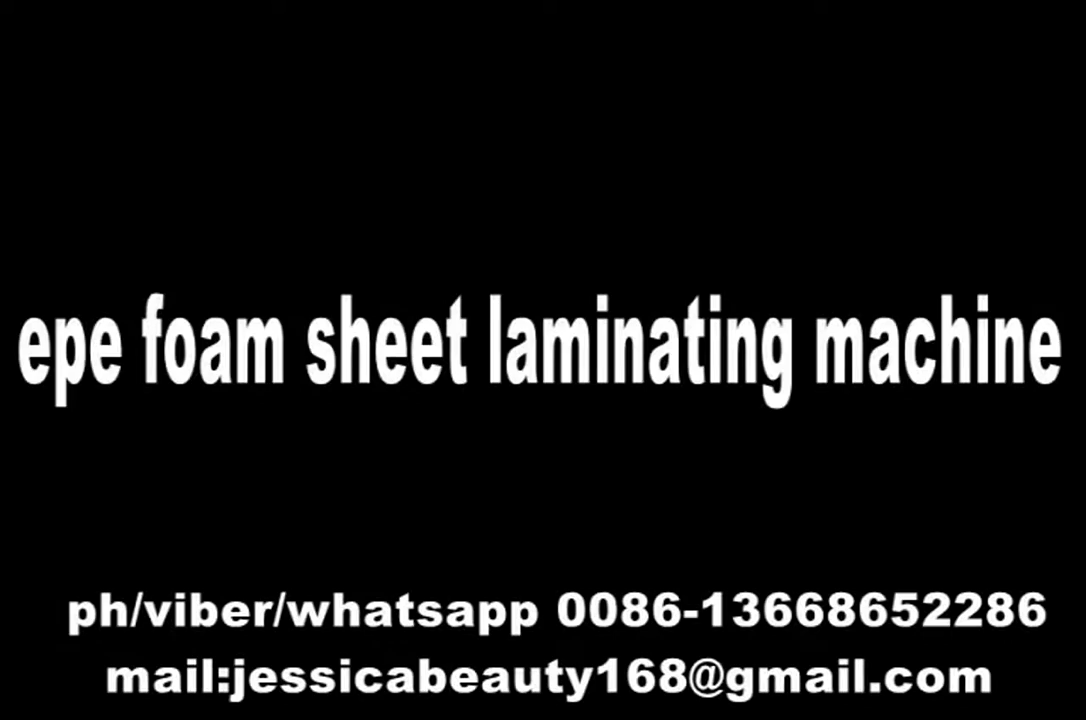 epe foam sheet laminating machine
ph/viber/whatsapp 0086-13668652286
mail:jessicabeauty168@gmail.com